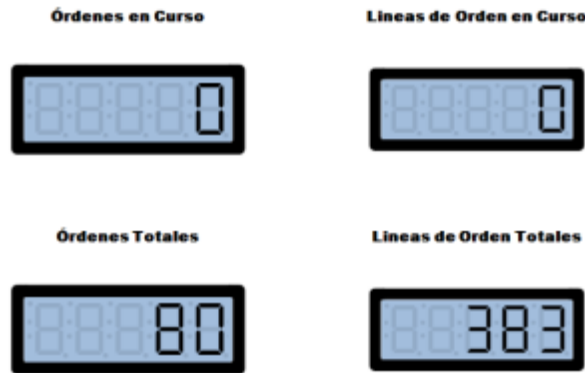 Órdenes en Curso
Lineas de Orden en Curso
0
0
Órdenes Totales
Lineas de Orden Totales
80
383